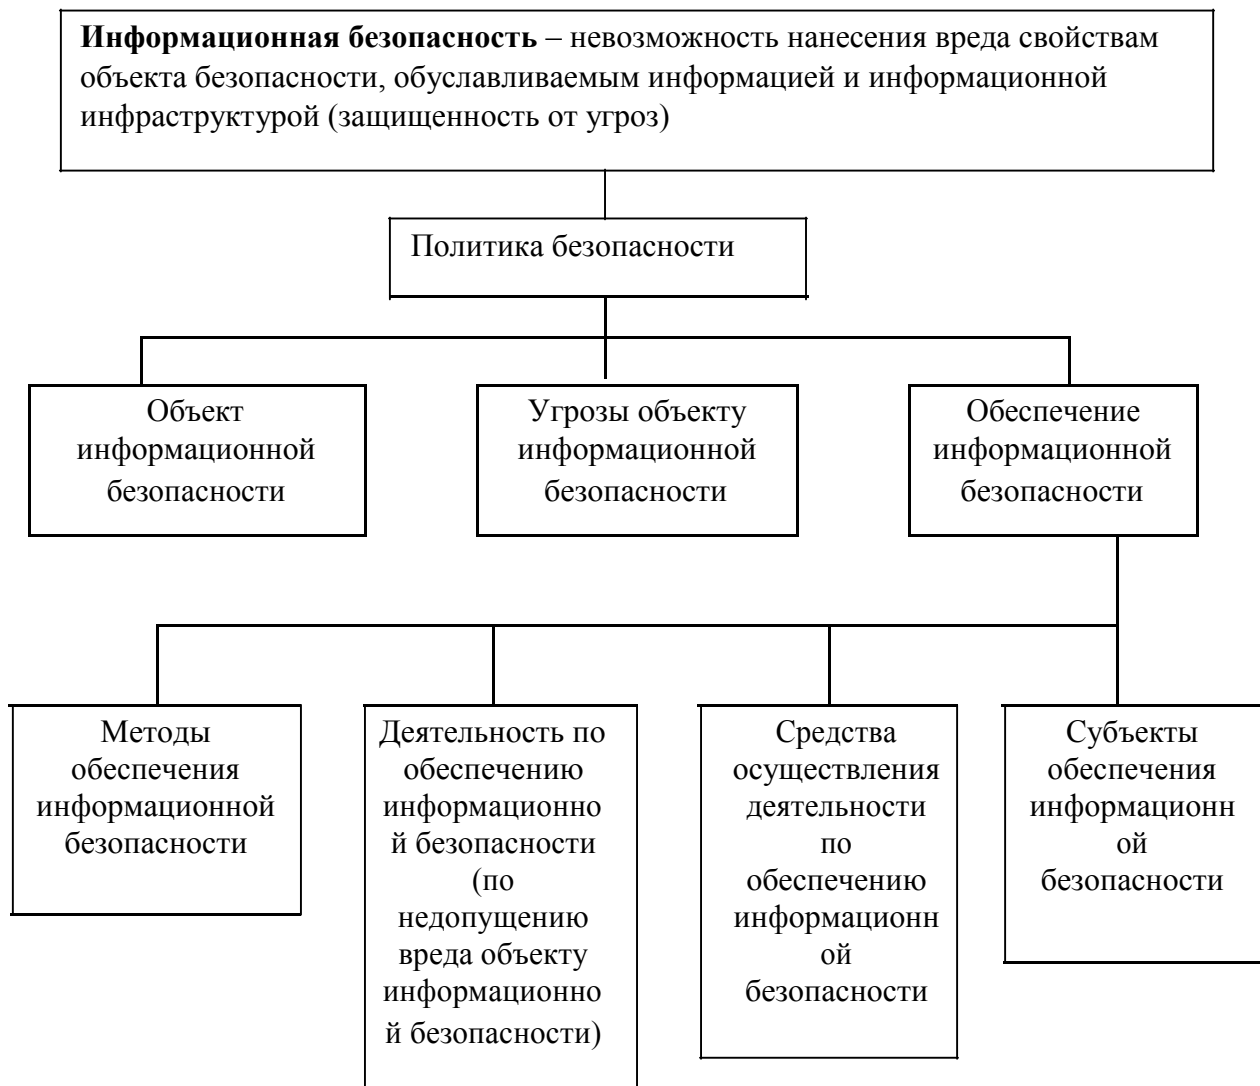 Информационная безопасность – невозможность нанесения вреда свойствам
объекта безопасности, обуславливаемым информацией и информационной
инфраструктурой (защищенность от угроз)
Политика безопасности
Объект
информационной
безопасности
Угрозы объекту
информационной
безопасности
Обеспечение
информационной
безопасности
Методы
обеспечения
информационной
безопасности
Деятельность по
обеспечению
информационно
й безопасности
(по
недопущению
вреда объекту
информационно
й безопасности)
Средства
осуществления
деятельности
по
обеспечению
информационн
ой
безопасности
Субъекты
обеспечения
информационн
ой
безопасности